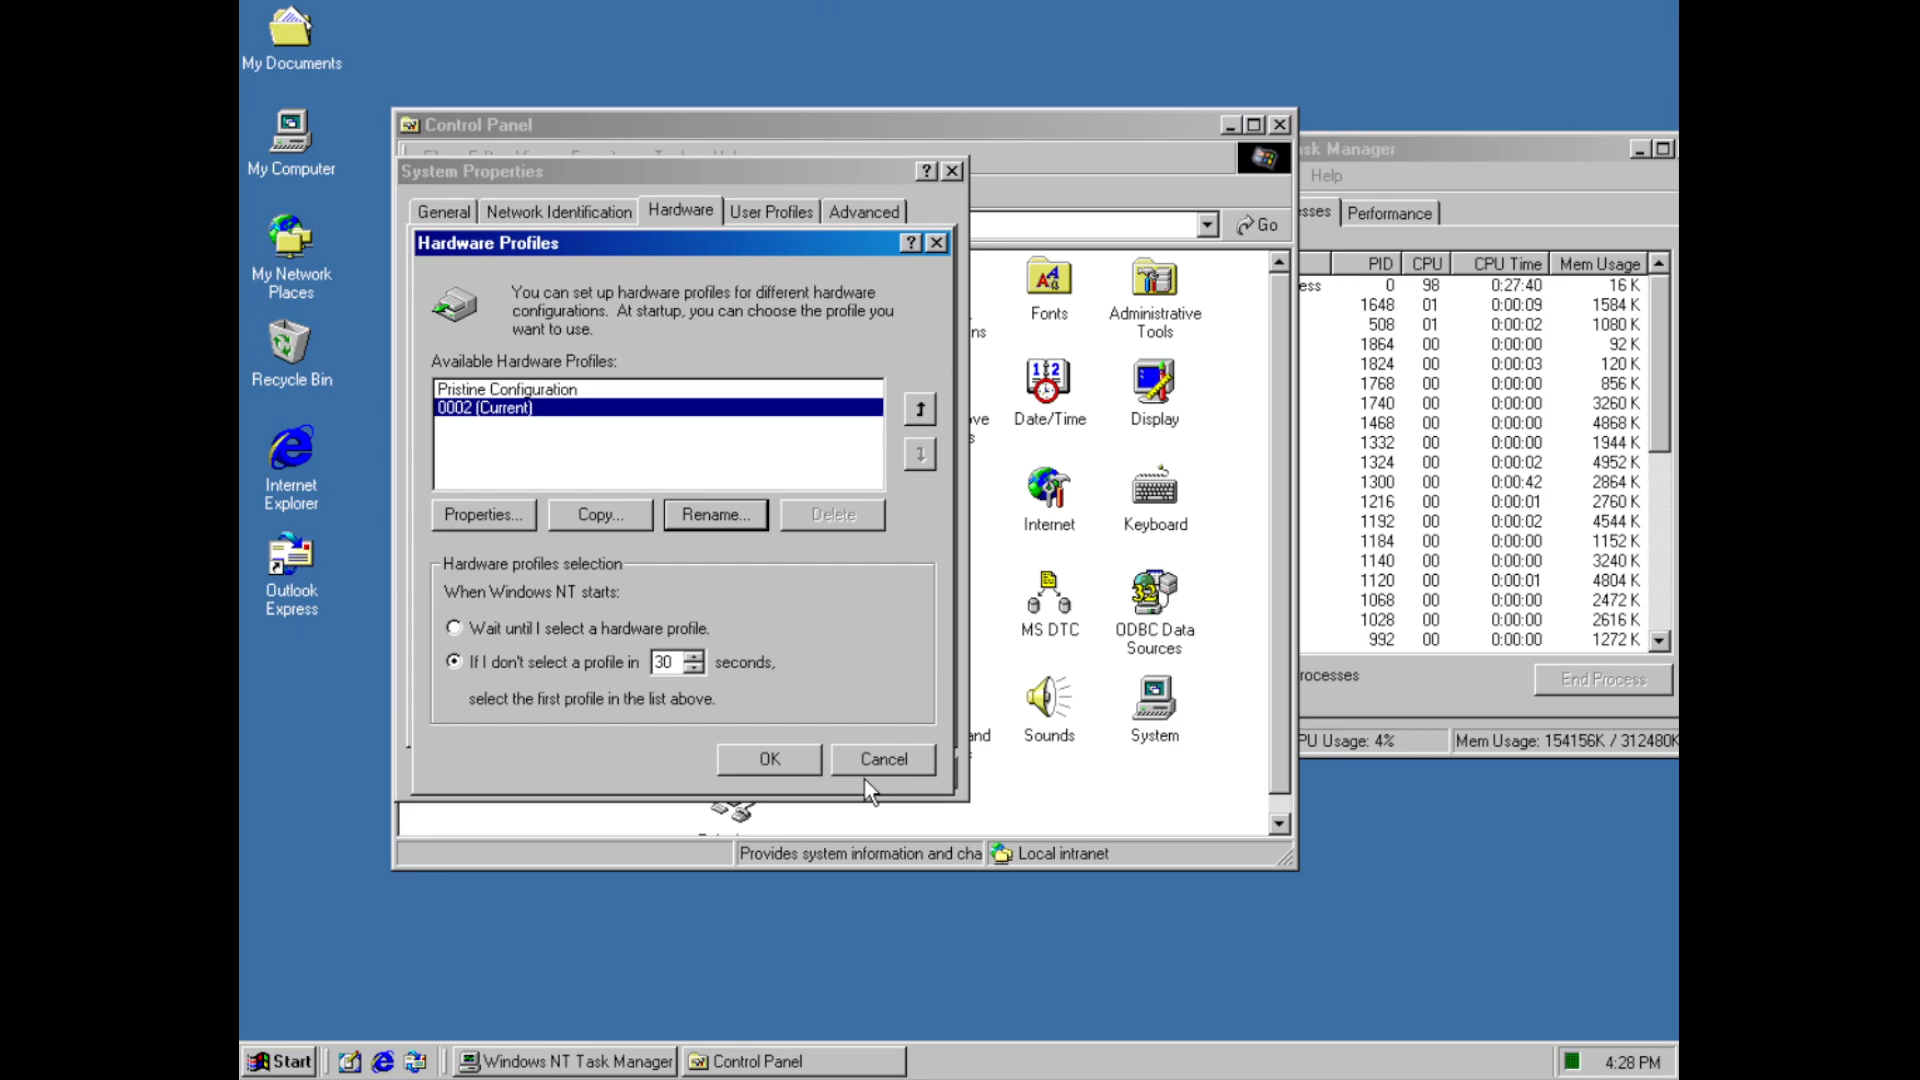 My Documents
My Computer
My Network
Places
Recycle Bin
Internet
Explorer
Outlook
Express
Control Panel
System Properties
General
Network Identification
Hardware
User Profiles
Advanced
Hardware Profiles
You can set up hardware profiles for different hardware
configurations. At startup, you can choose the profile you
want to use.
Available Hardware Profiles:
Pristine Configuration
0002 (Current)
Properties...
Copy...
Rename...
Delete
Hardware profiles selection
When Windows NT starts:
Wait until I select a hardware profile.
If I don't select a profile in 30 seconds,
select the first profile in the list above.
OK
Cancel
Go
Fonts
Administrative
Tools
Date/Time
Display
Internet
Keyboard
MS DTC
ODBC Data
Sources
Sounds
System
Provides system information and cha
Local intranet
sk Manager
Help
sses
Performance
PID CPU CPU Time Mem Usage
ess 0 98 0:27:40 16 K
1648 01 0:00:09 1584 K
508 01 0:00:02 1080 K
1864 00 0:00:00 92 K
1824 00 0:00:03 120 K
1768 00 0:00:00 856 K
1740 00 0:00:00 3260 K
1468 00 0:00:00 4868 K
1332 00 0:00:00 1944 K
1324 00 0:00:02 4952 K
1300 00 0:00:42 2864 K
1216 00 0:00:01 2760 K
1192 00 0:00:02 4544 K
1184 00 0:00:00 1152 K
1140 00 0:00:00 3240 K
1120 00 0:00:01 4804 K
1068 00 0:00:00 2472 K
1028 00 0:00:00 2616 K
992 00 0:00:00 1272 K
rocesses
End Process
PU Usage: 4%
Mem Usage: 154156K / 312480K
Start
Windows NT Task Manager
Control Panel
4:28 PM